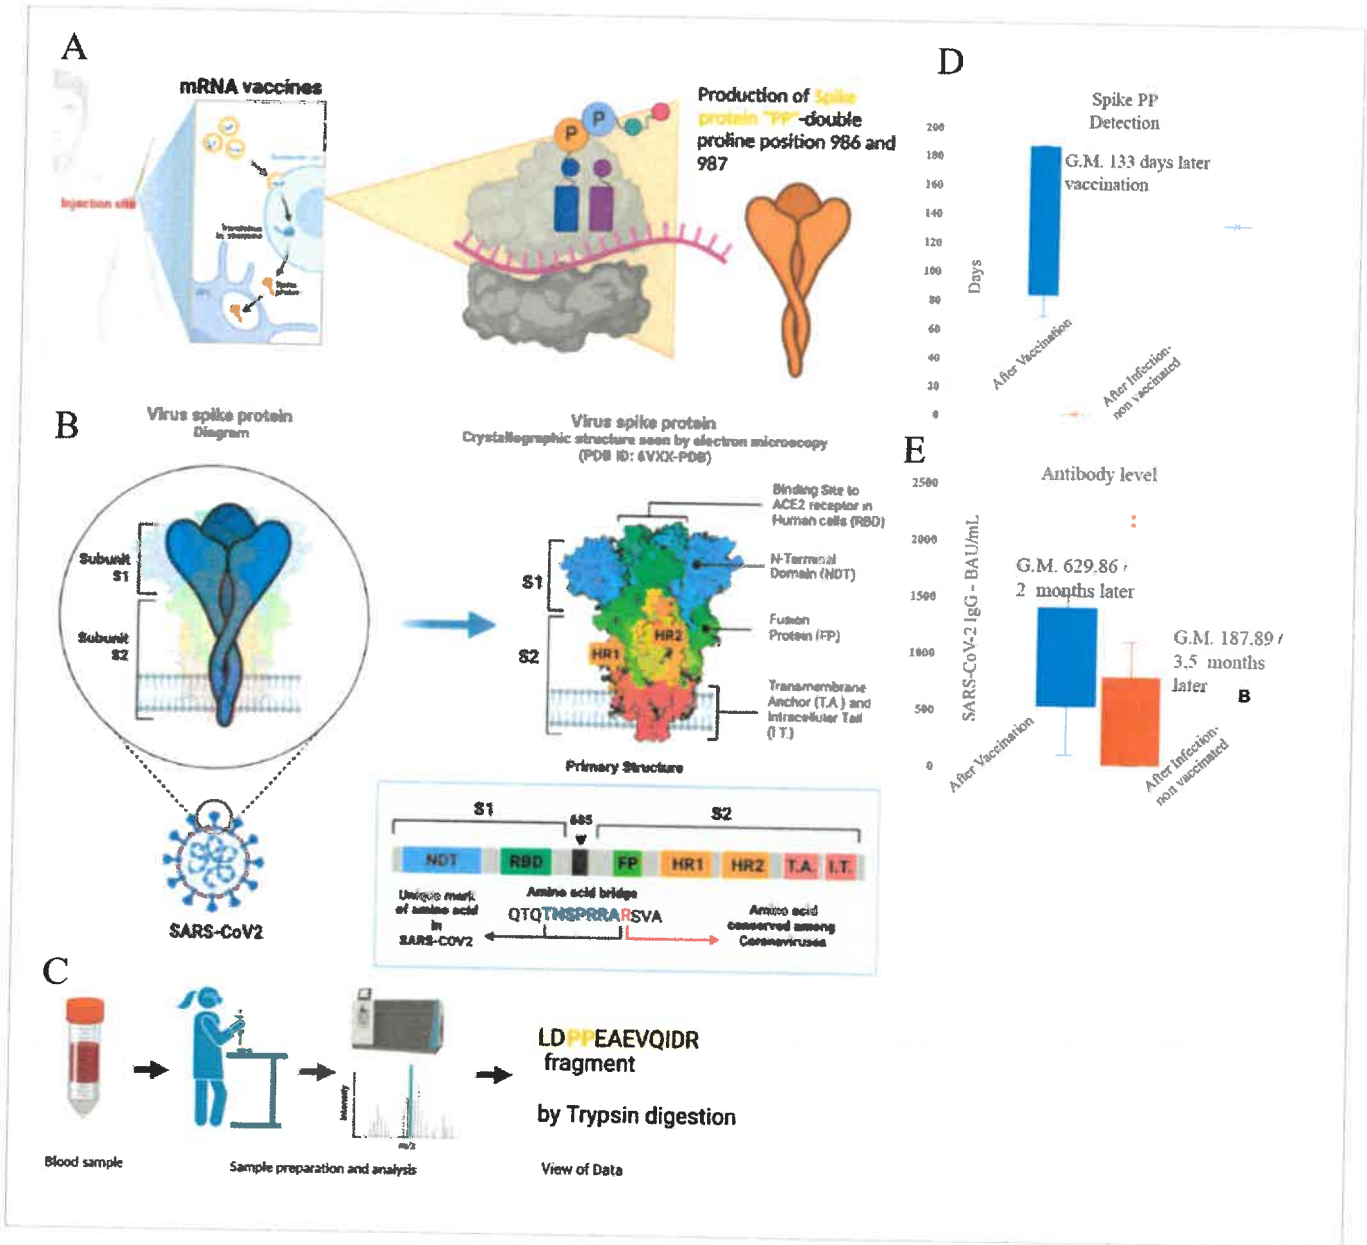 A
mRNA vaccines
Injection site
P
P
Production of Spike
protein "PP"-double
proline position 986 and
987
B
Virus spike protein
Diagram
Subunit
S1
Subunit
S2
SARS-CoV2
Virus spike protein
Crystallographic structure seen by electron microscopy
(PDB ID: 6VXX-PDB)
Binding Site to
ACE2 receptor in
Human cells (RBD)
N-Terminal
Domain (NDT)
Fusion
Protein (FP)
Transmembrane
Anchor (T.A.) and
Intracellular Tail
(I.T.)
S1
S2
HR2
HR1
Primary Structure
S1
685
S2
NDT
RBD
FP
HR1
HR2
T.A.
I.T.
Unique mark
of amino acid
in
SARS-COV2
Amino acid bridge
QTQTNSPRRARSVA
Amino acid
conserved among
Coronaviruses
C
Intensity
m/z
LDPPEAEVQIDR
fragment
by Trypsin digestion
Blood sample
Sample preparation and analysis
View of Data
D
Spike PP
Detection
200
180
160
140
120
100
80
60
40
20
0
Days
G.M. 133 days later
vaccination
After Vaccination
After Infection-
non vaccinated
E
Antibody level
2500
2000
1500
1000
500
0
SARS-CoV-2 IgG - BAU/mL
G.M. 629.86 /
2 months later
G.M. 187.89 /
3.5 months
later
B
After Vaccination
After Infection-
non vaccinated